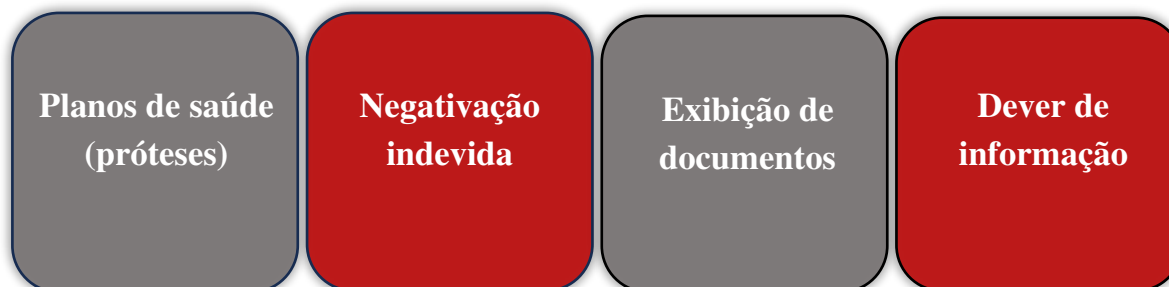 Planos de saúde
(próteses)
Negativação
indevida
Exibição de
documentos
Dever de
informação